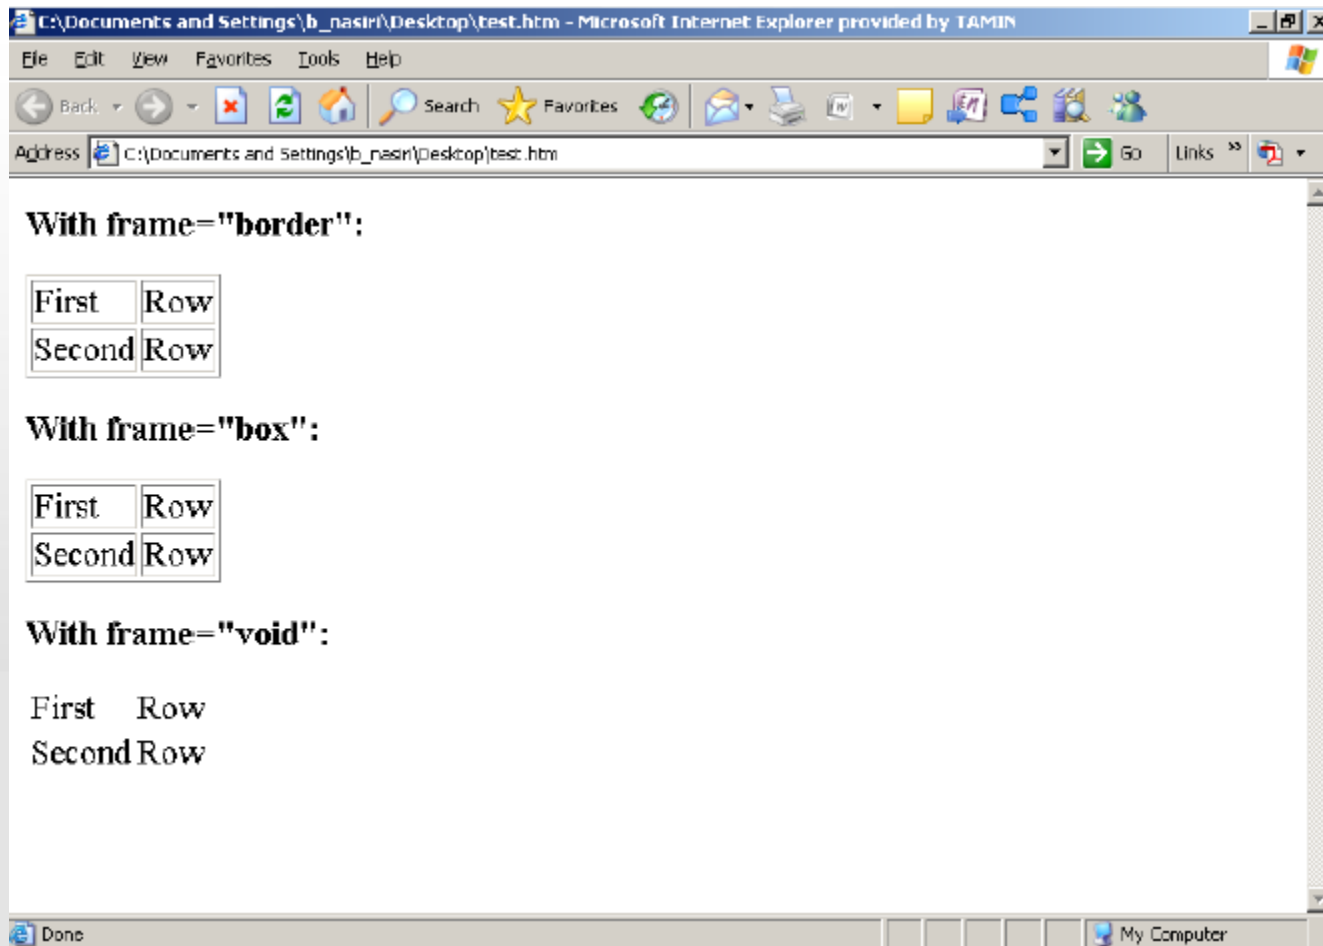 C:\Documents and Settings\b_nasiri\Desktop\test.htm - Microsoft Internet Explorer provided by TAMIN
File Edit View Favorites Tools Help
Back Search Favorites
Address C:\Documents and Settings\b_nasiri\Desktop\test.htm Go Links »
With frame="border":
First Row
Second Row
With frame="box":
First Row
Second Row
With frame="void":
First Row
Second Row
Done My Computer